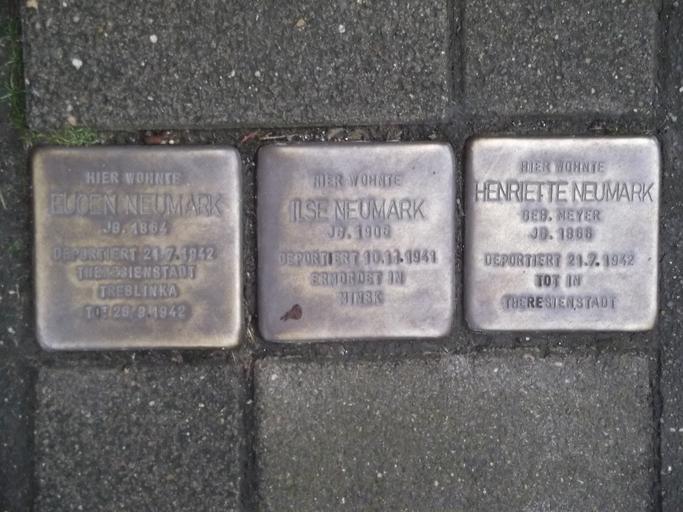 HIER WOHNTE
EUGEN NEUMARK
JG. 1864
DEPORTIERT 21.7.1942
THERESIENSTADT
TREBLINKA
TOT 26.9.1942
HIER WOHNTE
ILSE NEUMARK
JG. 1906
DEPORTIERT 10.11.1941
ERMORDET IN
MINSK
HIER WOHNTE
HENRIETTE NEUMARK
GEB. MEYER
JG. 1866
DEPORTIERT 21.7.1942
TOT IN
THERESIENSTADT